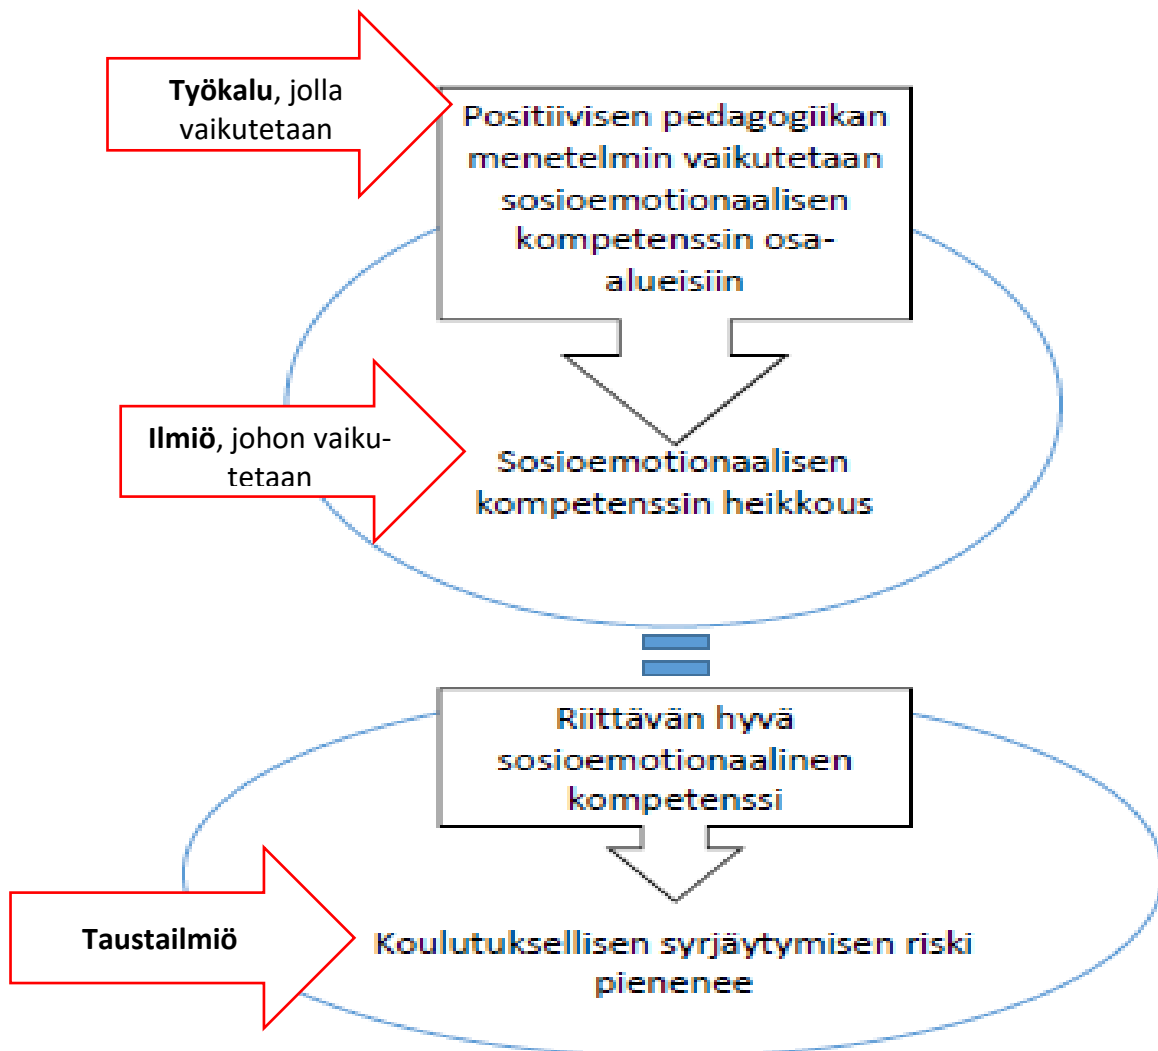 Työkalu, jolla
vaikutetaan
Positiivisen pedagogiikan
menetelmin vaikutetaan
sosioemotionaalisen
kompetenssin osa-
alueisiin
Ilmiö, johon vaiku-
tetaan
Sosioemotionaalisen
kompetenssin heikkous
Riittävän hyvä
sosioemotionaalinen
kompetenssi
Taustailmiö
Koulutuksellisen syrjäytymisen riski
pienenee